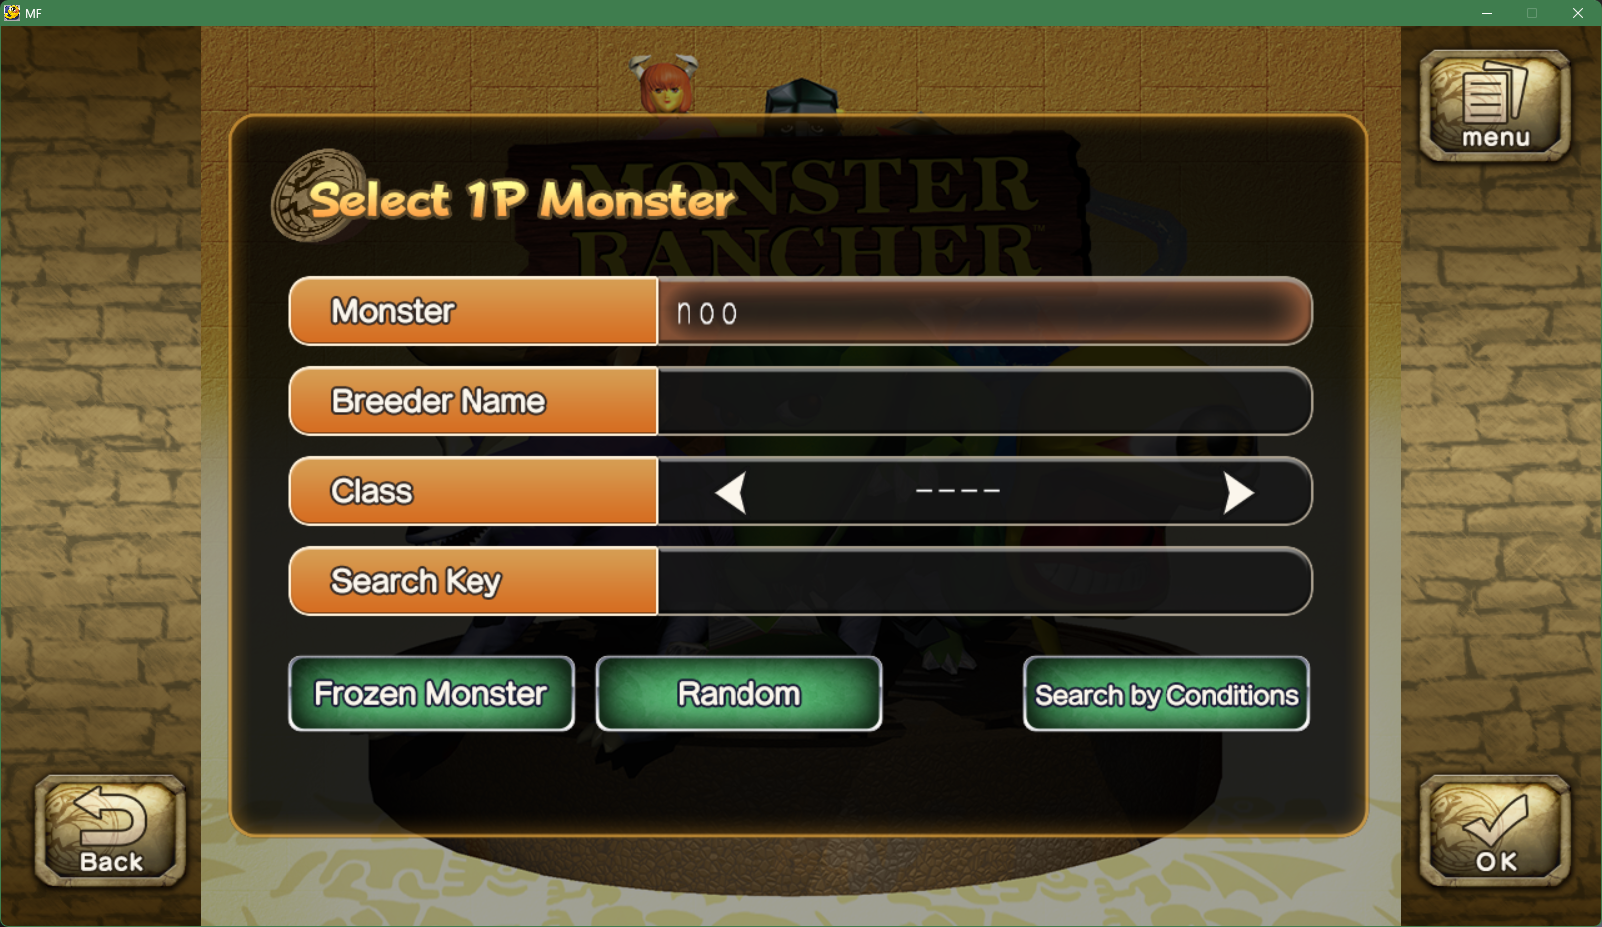 MF
menu
MONSTER
RANCHER™
Select 1P Monster
Monster noo
Breeder Name
Class ----
Search Key
Frozen Monster Random Search by Conditions
Back
OK